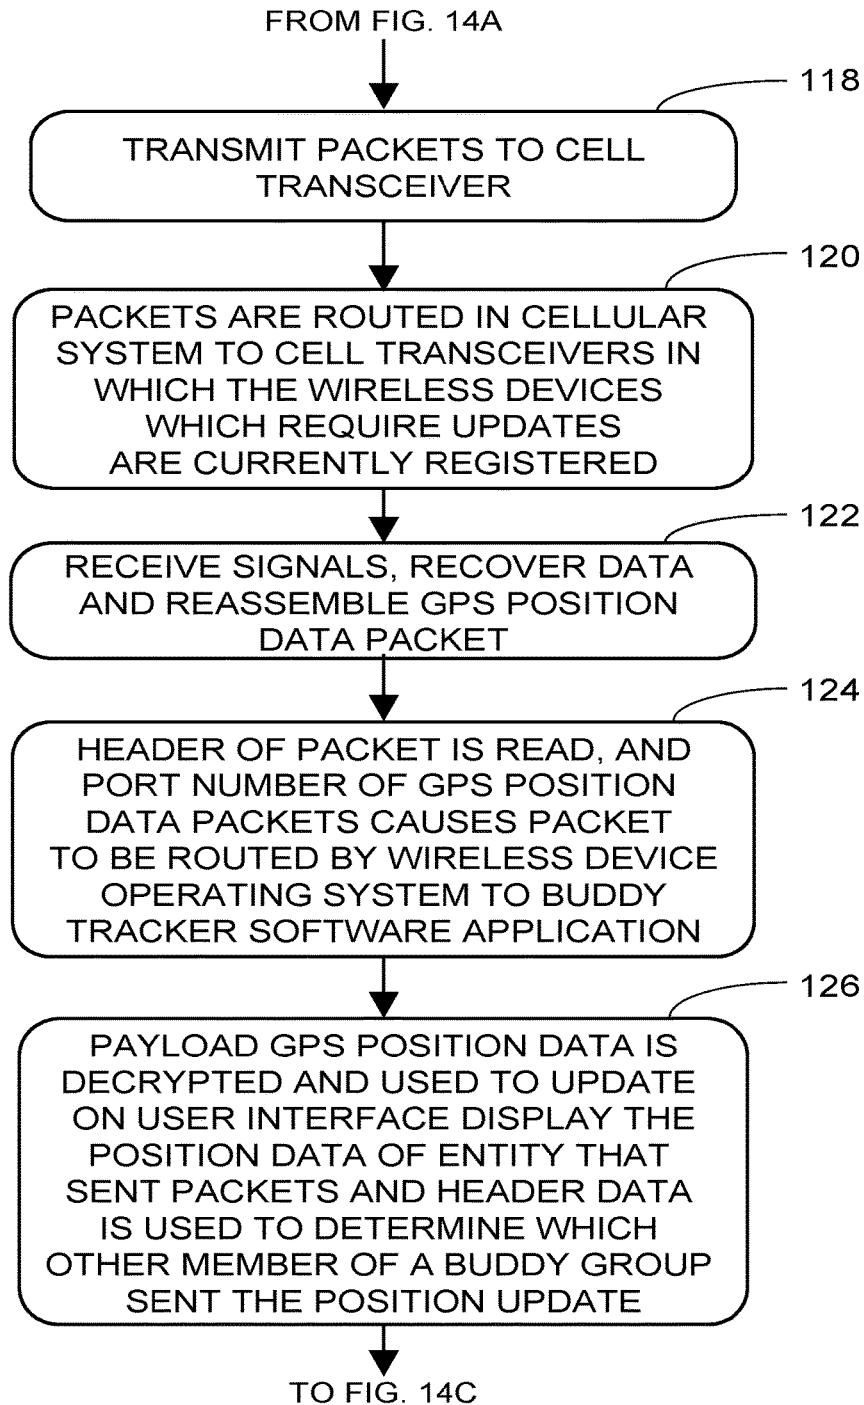 FROM FIG. 14A
118
TRANSMIT PACKETS TO CELL
TRANSCEIVER
120
PACKETS ARE ROUTED IN CELLULAR
SYSTEM TO CELL TRANSCEIVERS IN
WHICH THE WIRELESS DEVICES
WHICH REQUIRE UPDATES
ARE CURRENTLY REGISTERED
122
RECEIVE SIGNALS, RECOVER DATA
AND REASSEMBLE GPS POSITION
DATA PACKET
124
HEADER OF PACKET IS READ, AND
PORT NUMBER OF GPS POSITION
DATA PACKETS CAUSES PACKET
TO BE ROUTED BY WIRELESS DEVICE
OPERATING SYSTEM TO BUDDY
TRACKER SOFTWARE APPLICATION
126
PAYLOAD GPS POSITION DATA IS
DECRYPTED AND USED TO UPDATE
ON USER INTERFACE DISPLAY THE
POSITION DATA OF ENTITY THAT
SENT PACKETS AND HEADER DATA
IS USED TO DETERMINE WHICH
OTHER MEMBER OF A BUDDY GROUP
SENT THE POSITION UPDATE
TO FIG. 14C